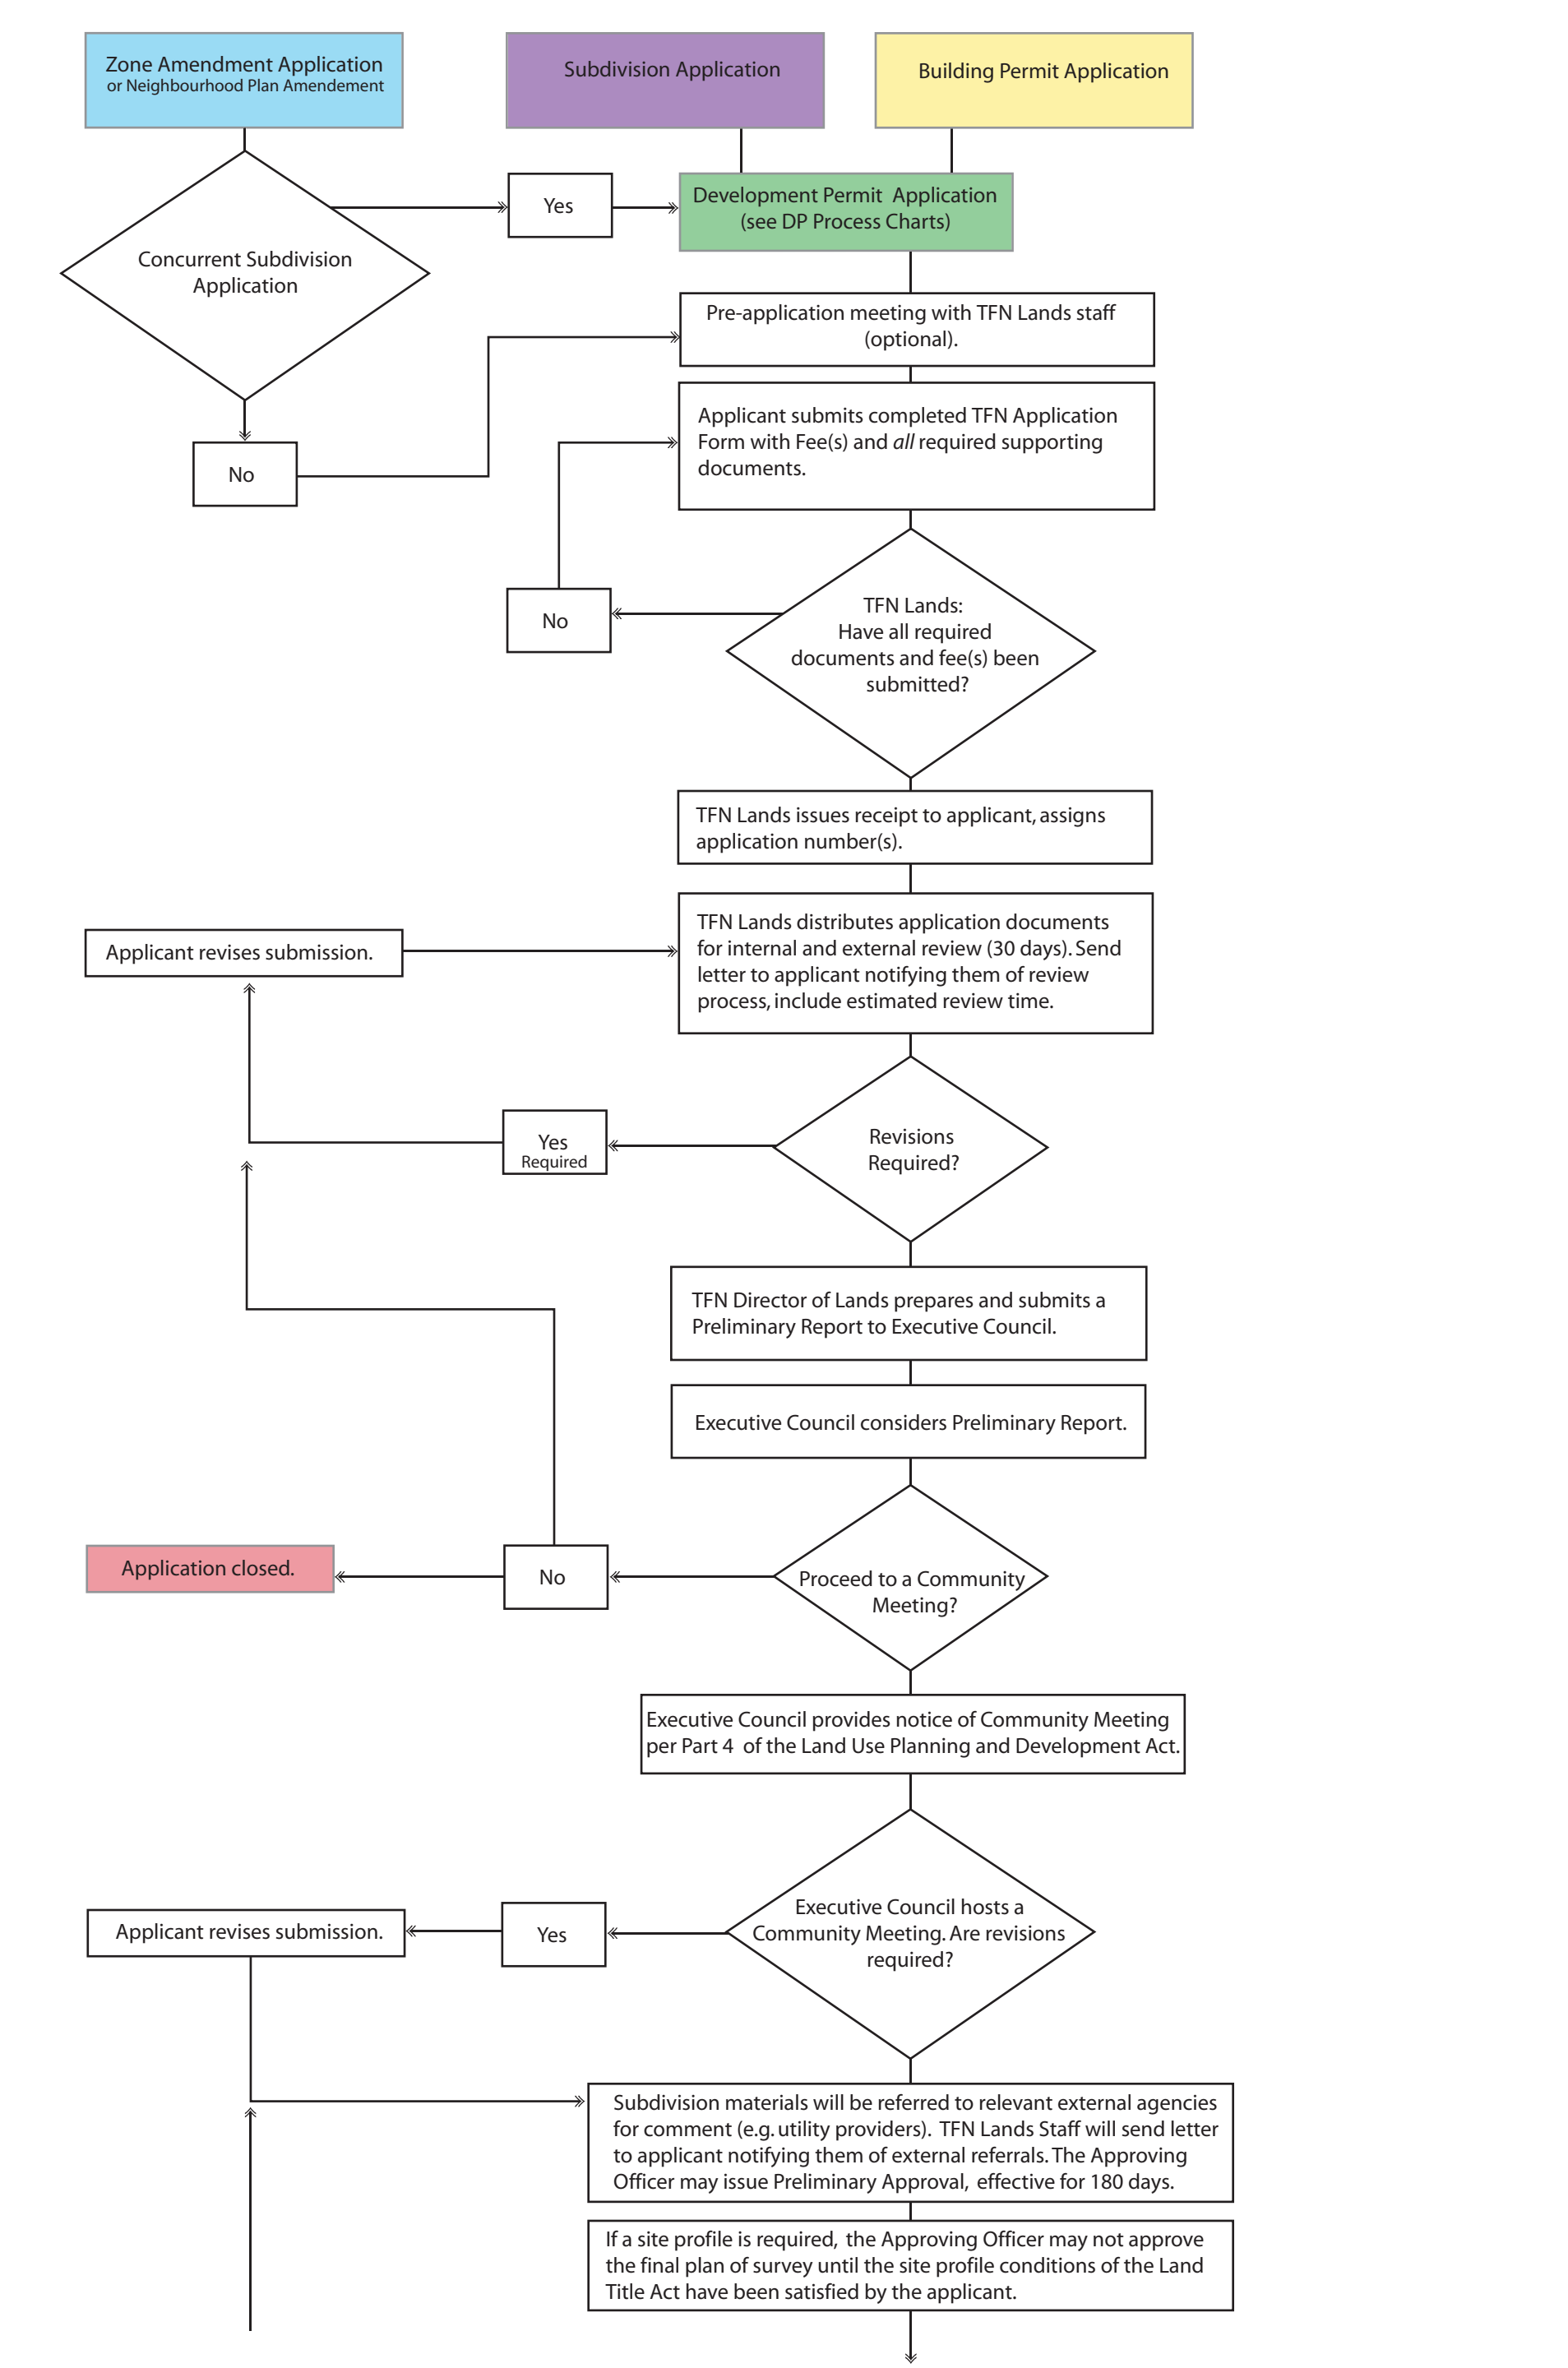 Zone Amendment Application
or Neighbourhood Plan Amendement
Subdivision Application
Building Permit Application
Yes
Development Permit Application
(see DP Process Charts)
Concurrent Subdivision
Application
Pre-application meeting with TFN Lands staff
(optional).
Applicant submits completed TFN Application
Form with Fee(s) and all required supporting
documents.
No
TFN Lands:
Have all required
documents and fee(s) been
submitted?
No
TFN Lands issues receipt to applicant, assigns
application number(s).
Applicant revises submission.
TFN Lands distributes application documents
for internal and external review (30 days). Send
letter to applicant notifying them of review
process, include estimated review time.
Yes
Required
Revisions
Required?
TFN Director of Lands prepares and submits a
Preliminary Report to Executive Council.
Executive Council considers Preliminary Report.
Application closed.
No
Proceed to a Community
Meeting?
Executive Council provides notice of Community Meeting
per Part 4 of the Land Use Planning and Development Act.
Applicant revises submission.
Yes
Executive Council hosts a
Community Meeting. Are revisions
required?
Subdivision materials will be referred to relevant external agencies
for comment (e.g. utility providers). TFN Lands Staff will send letter
to applicant notifying them of external referrals. The Approving
Officer may issue Preliminary Approval, effective for 180 days.
If a site profile is required, the Approving Officer may not approve
the final plan of survey until the site profile conditions of the Land
Title Act have been satisfied by the applicant.